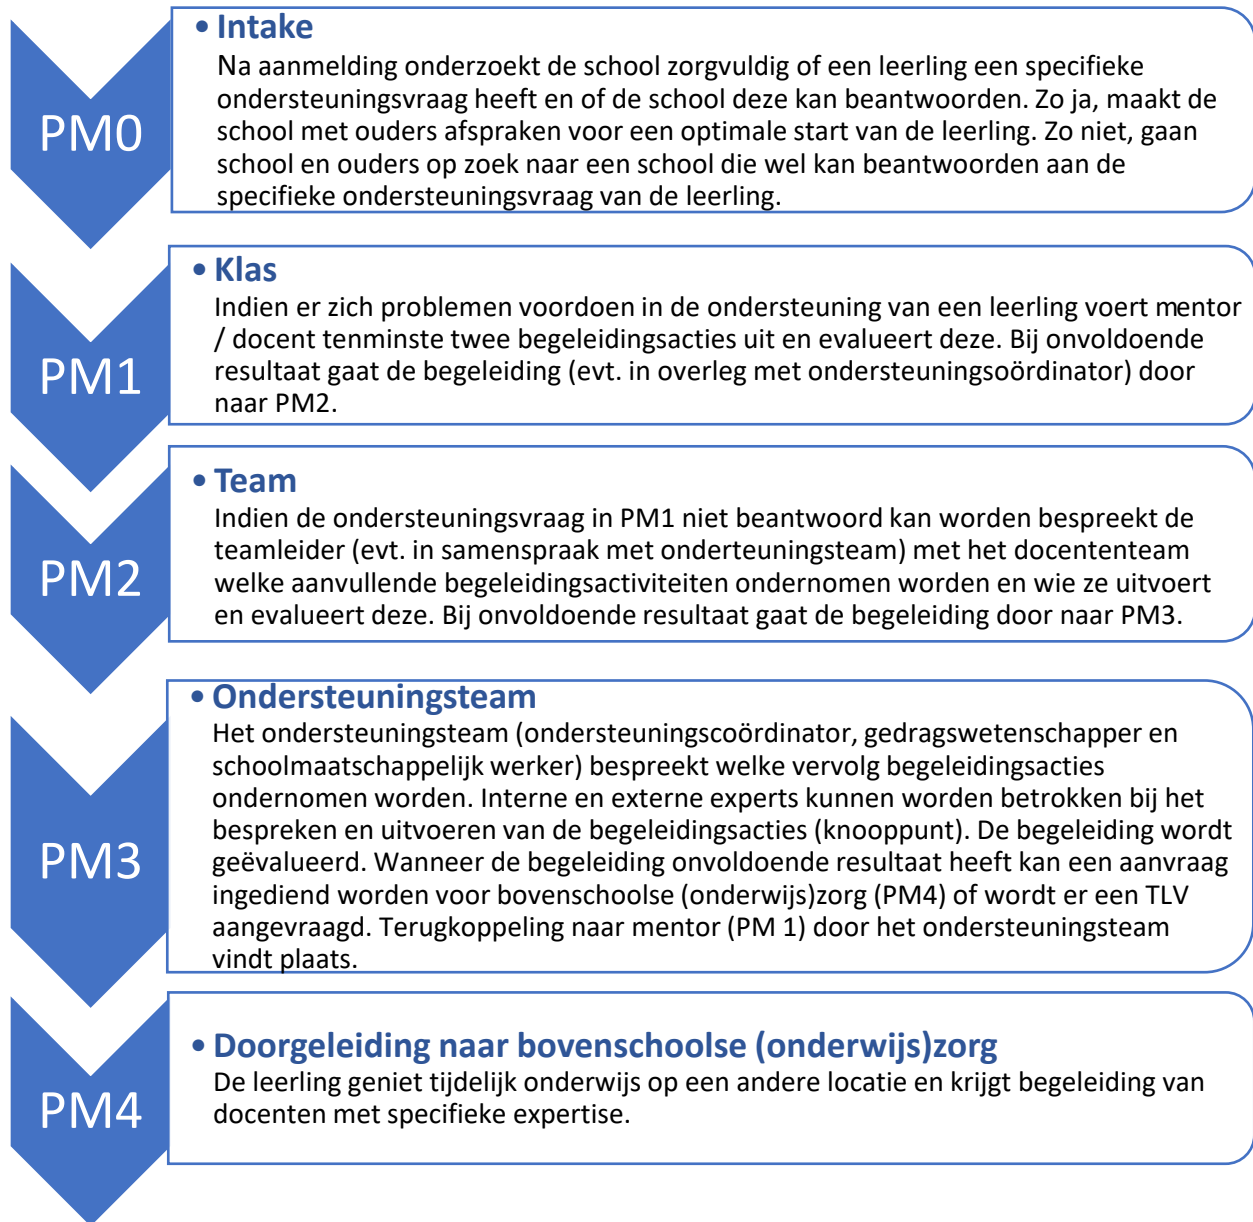 PM0
• Intake
Na aanmelding onderzoekt de school zorgvuldig of een leerling een specifieke
ondersteuningsvraag heeft en of de school deze kan beantwoorden. Zo ja, maakt de
school met ouders afspraken voor een optimale start van de leerling. Zo niet, gaan
school en ouders op zoek naar een school die wel kan beantwoorden aan de
specifieke ondersteuningsvraag van de leerling.
PM1
• Klas
Indien er zich problemen voordoen in de ondersteuning van een leerling voert mentor
/ docent tenminste twee begeleidingsacties uit en evalueert deze. Bij onvoldoende
resultaat gaat de begeleiding (evt. in overleg met ondersteuningsoördinator) door
naar PM2.
PM2
• Team
Indien de ondersteuningsvraag in PM1 niet beantwoord kan worden bespreekt de
teamleider (evt. in samenspraak met onderteuningsteam) met het docententeam
welke aanvullende begeleidingsactiviteiten ondernomen worden en wie ze uitvoert
en evalueert deze. Bij onvoldoende resultaat gaat de begeleiding door naar PM3.
PM3
• Ondersteuningsteam
Het ondersteuningsteam (ondersteuningscoördinator, gedragswetenschapper en
schoolmaatschappelijk werker) bespreekt welke vervolg begeleidingsacties
ondernomen worden. Interne en externe experts kunnen worden betrokken bij het
bespreken en uitvoeren van de begeleidingsacties (knooppunt). De begeleiding wordt
geëvalueerd. Wanneer de begeleiding onvoldoende resultaat heeft kan een aanvraag
ingediend worden voor bovenschoolse (onderwijs)zorg (PM4) of wordt er een TLV
aangevraagd. Terugkoppeling naar mentor (PM 1) door het ondersteuningsteam
vindt plaats.
PM4
• Doorgeleiding naar bovenschoolse (onderwijs)zorg
De leerling geniet tijdelijk onderwijs op een andere locatie en krijgt begeleiding van
docenten met specifieke expertise.